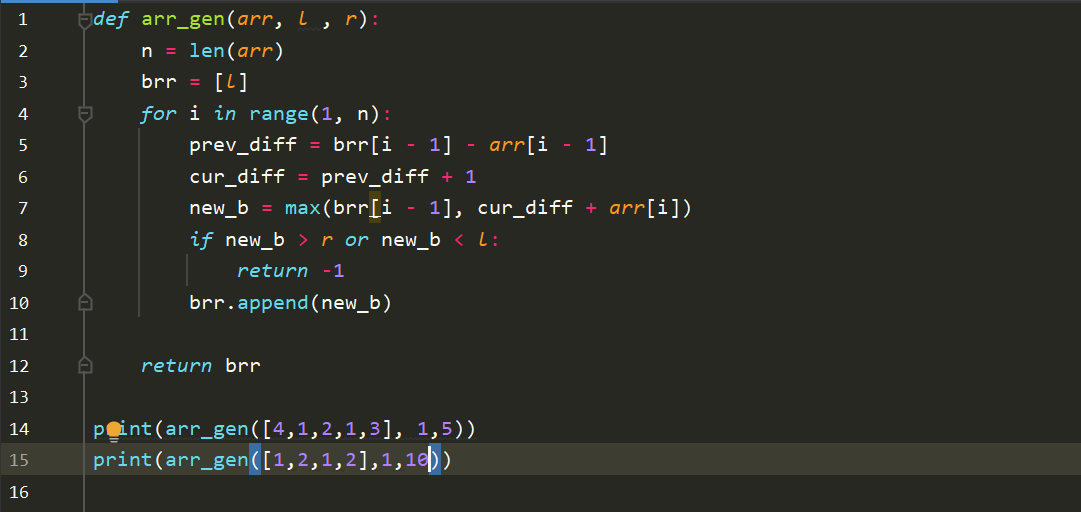 1 def arr_gen(arr, l , r):
2 n = len(arr)
3 brr = [l]
4 for i in range(1, n):
5 prev_diff = brr[i - 1] - arr[i - 1]
6 cur_diff = prev_diff + 1
7 new_b = max(brr[i - 1], cur_diff + arr[i])
8 if new_b > r or new_b < l:
9 return -1
10 brr.append(new_b)
11
12 return brr
13
14 print(arr_gen([4,1,2,1,3], 1,5))
15 print(arr_gen([1,2,1,2],1,10))
16